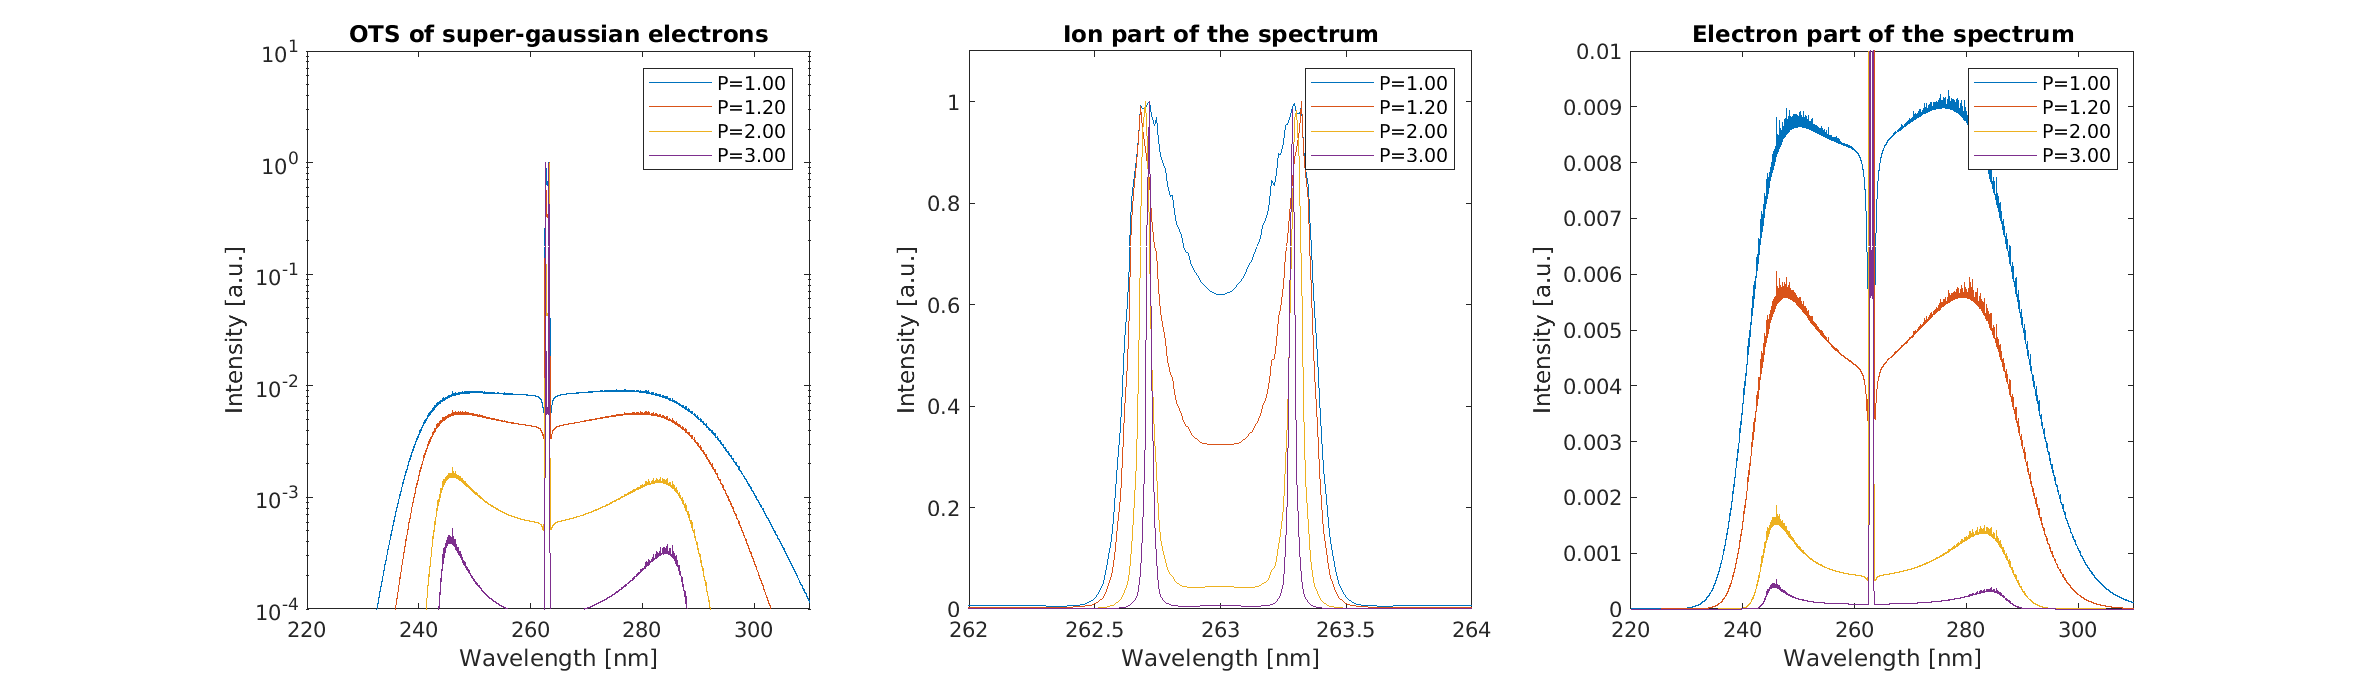 OTS of super-gaussian electrons
10^1
10^0
10^-1
10^-2
10^-3
10^-4
Intensity [a.u.]
P=1.00
P=1.20
P=2.00
P=3.00
220 240 260 280 300
Wavelength [nm]
Ion part of the spectrum
1
0.8
0.6
0.4
0.2
0
Intensity [a.u.]
P=1.00
P=1.20
P=2.00
P=3.00
262 262.5 263 263.5 264
Wavelength [nm]
Electron part of the spectrum
0.01
0.009
0.008
0.007
0.006
0.005
0.004
0.003
0.002
0.001
0
Intensity [a.u.]
P=1.00
P=1.20
P=2.00
P=3.00
220 240 260 280 300
Wavelength [nm]